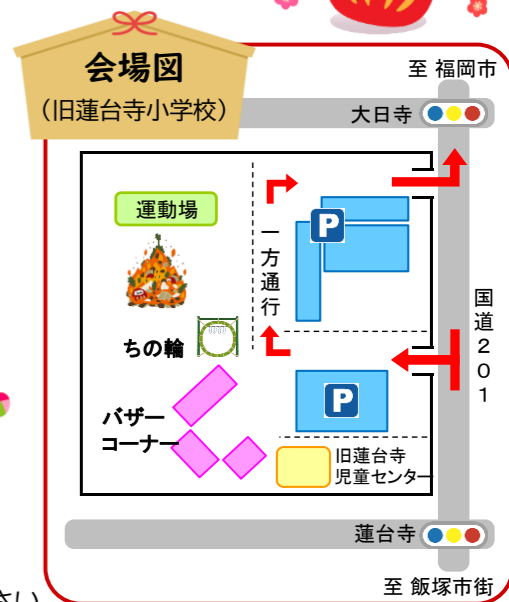 会場図
（旧蓮台寺小学校）
至 福岡市
大日寺
運動場
P
一方通行
国道２０１
ちの輪
バザー
コーナー
P
旧蓮台寺
児童センター
蓮台寺
至 飯塚市街
さい